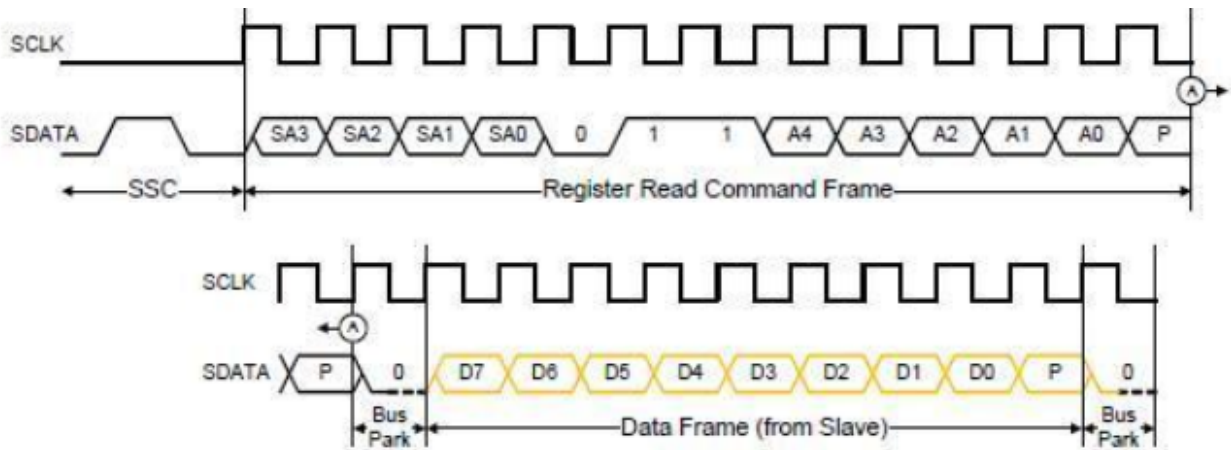 SCLK
A
SDATA SA3 SA2 SA1 SA0 0 1 1 A4 A3 A2 A1 A0 P
SSC Register Read Command Frame
SCLK
A
SDATA P 0 D7 D6 D5 D4 D3 D2 D1 D0 P 0
Bus Park Data Frame (from Slave) Bus Park